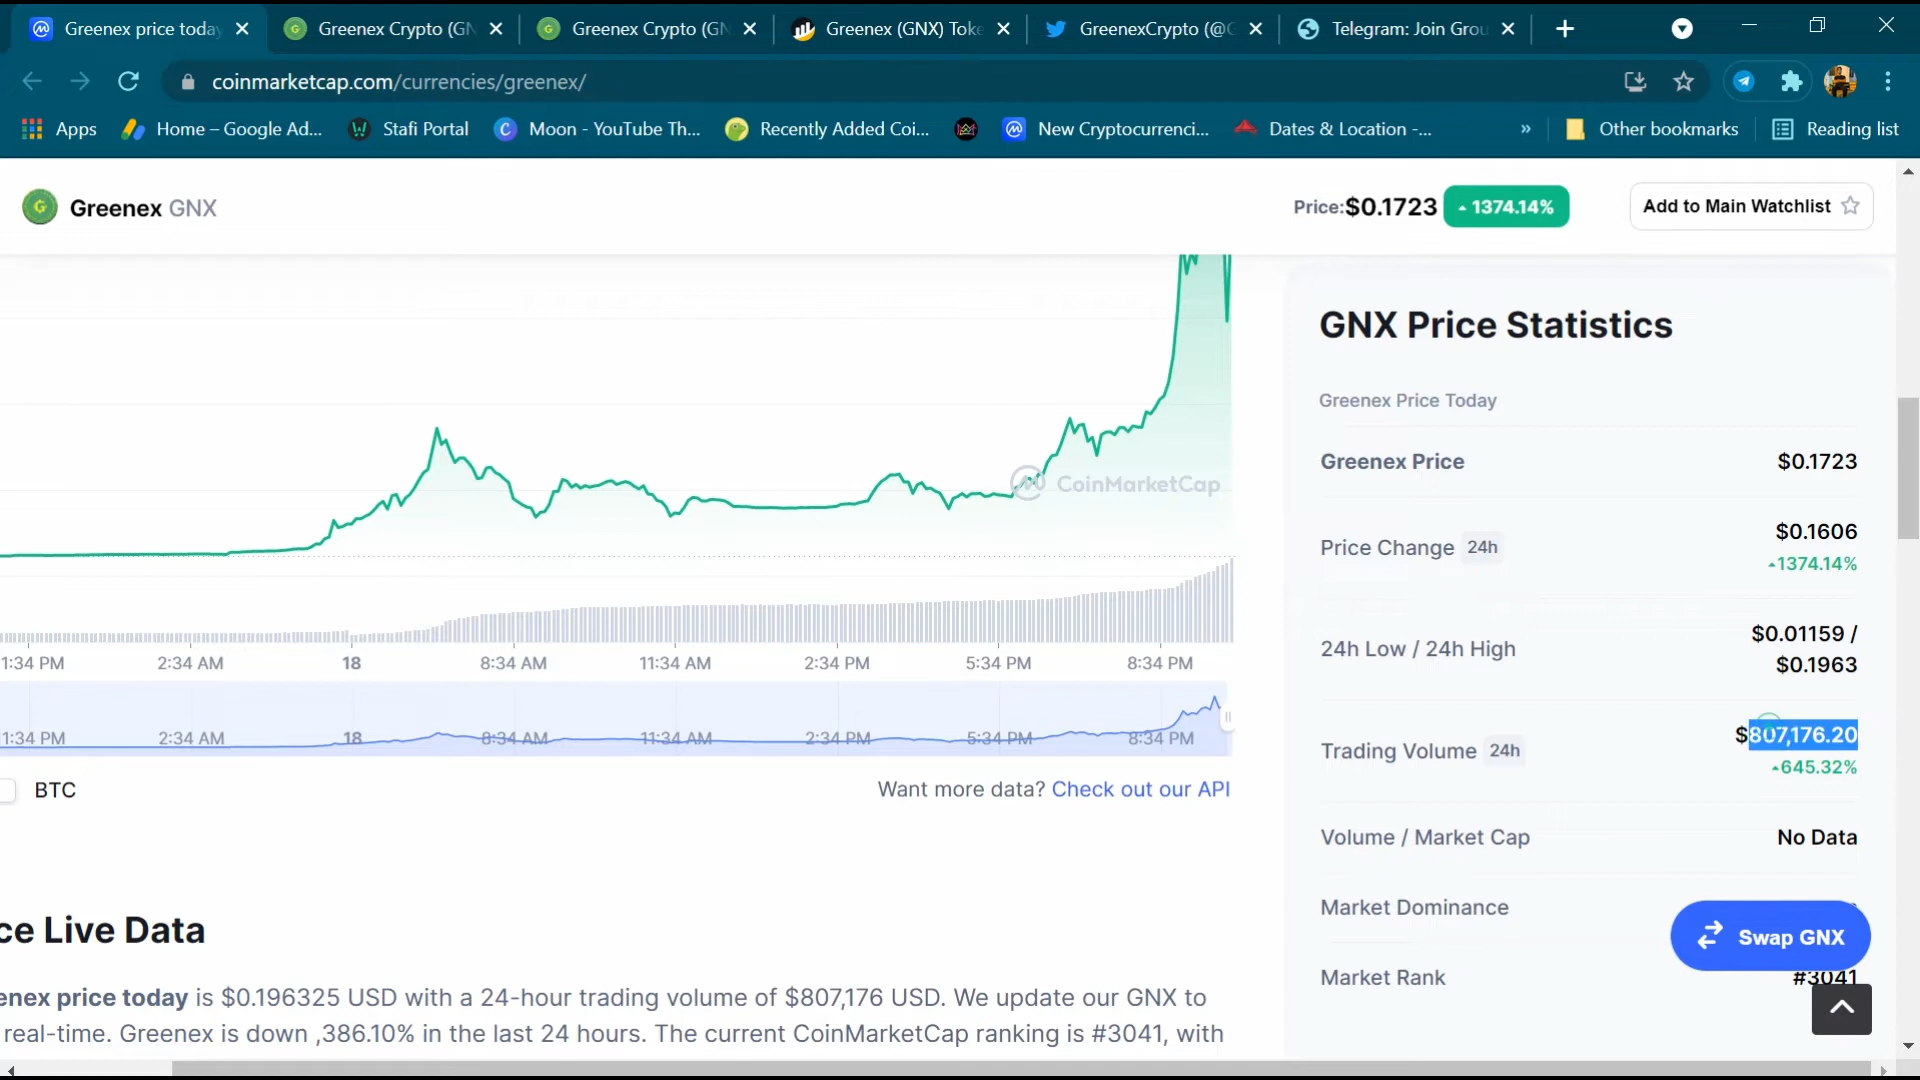 Greenex price today
Greenex Crypto (GN
Greenex Crypto (GN
Greenex (GNX) Toke
GreenexCrypto (@G
Telegram: Join Grou
coinmarketcap.com/currencies/greenex/
Apps
Home – Google Ad...
Stafi Portal
Moon - YouTube Th...
Recently Added Coi...
New Cryptocurrenci...
Dates & Location -...
»
Other bookmarks
Reading list
Greenex GNX
Price:$0.1723
1374.14%
Add to Main Watchlist
CoinMarketCap
1:34 PM 2:34 AM 18 8:34 AM 11:34 AM 2:34 PM 5:34 PM 8:34 PM
1:34 PM 2:34 AM 18 8:34 AM 11:34 AM 2:34 PM 5:34 PM 8:34 PM
BTC
Want more data? Check out our API
ce Live Data
enex price today is $0.196325 USD with a 24-hour trading volume of $807,176 USD. We update our GNX to
real-time. Greenex is down ,386.10% in the last 24 hours. The current CoinMarketCap ranking is #3041, with
GNX Price Statistics
Greenex Price Today
Greenex Price $0.1723
Price Change 24h $0.1606
1374.14%
24h Low / 24h High $0.01159 /
$0.1963
Trading Volume 24h $807,176.20
645.32%
Volume / Market Cap No Data
Market Dominance
Swap GNX
Market Rank #3041